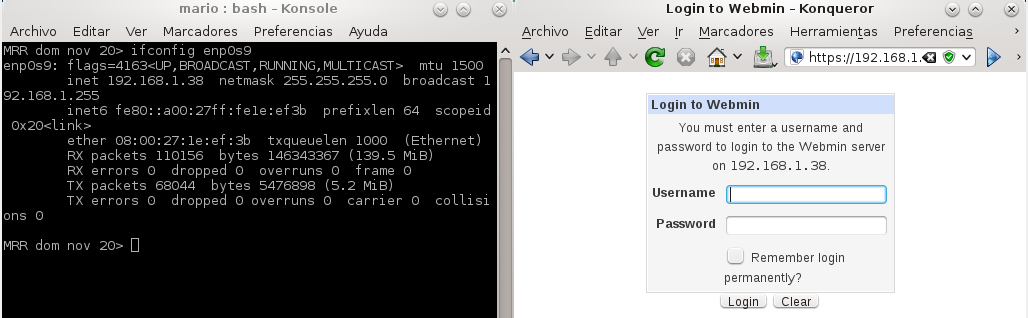 mario : bash – Konsole
Archivo Editar Ver Marcadores Preferencias Ayuda
MRR dom nov 20> ifconfig enp0s9
enp0s9: flags=4163<UP,BROADCAST,RUNNING,MULTICAST>  mtu 1500
        inet 192.168.1.38  netmask 255.255.255.0  broadcast 1
92.168.1.255
        inet6 fe80::a00:27ff:fe1e:ef3b  prefixlen 64  scopeid
 0x20<link>
        ether 08:00:27:1e:ef:3b  txqueuelen 1000  (Ethernet)
        RX packets 110156  bytes 146343367 (139.5 MiB)
        RX errors 0  dropped 0  overruns 0  frame 0
        TX packets 68044  bytes 5476898 (5.2 MiB)
        TX errors 0  dropped 0 overruns 0  carrier 0  collisi
ons 0
MRR dom nov 20>
Login to Webmin – Konqueror
Archivo Editar Ver Ir Marcadores Herramientas Preferencias
https://192.168.1.
Login to Webmin
You must enter a username and
password to login to the Webmin server
on 192.168.1.38.
Username
Password
Remember login
permanently?
Login Clear